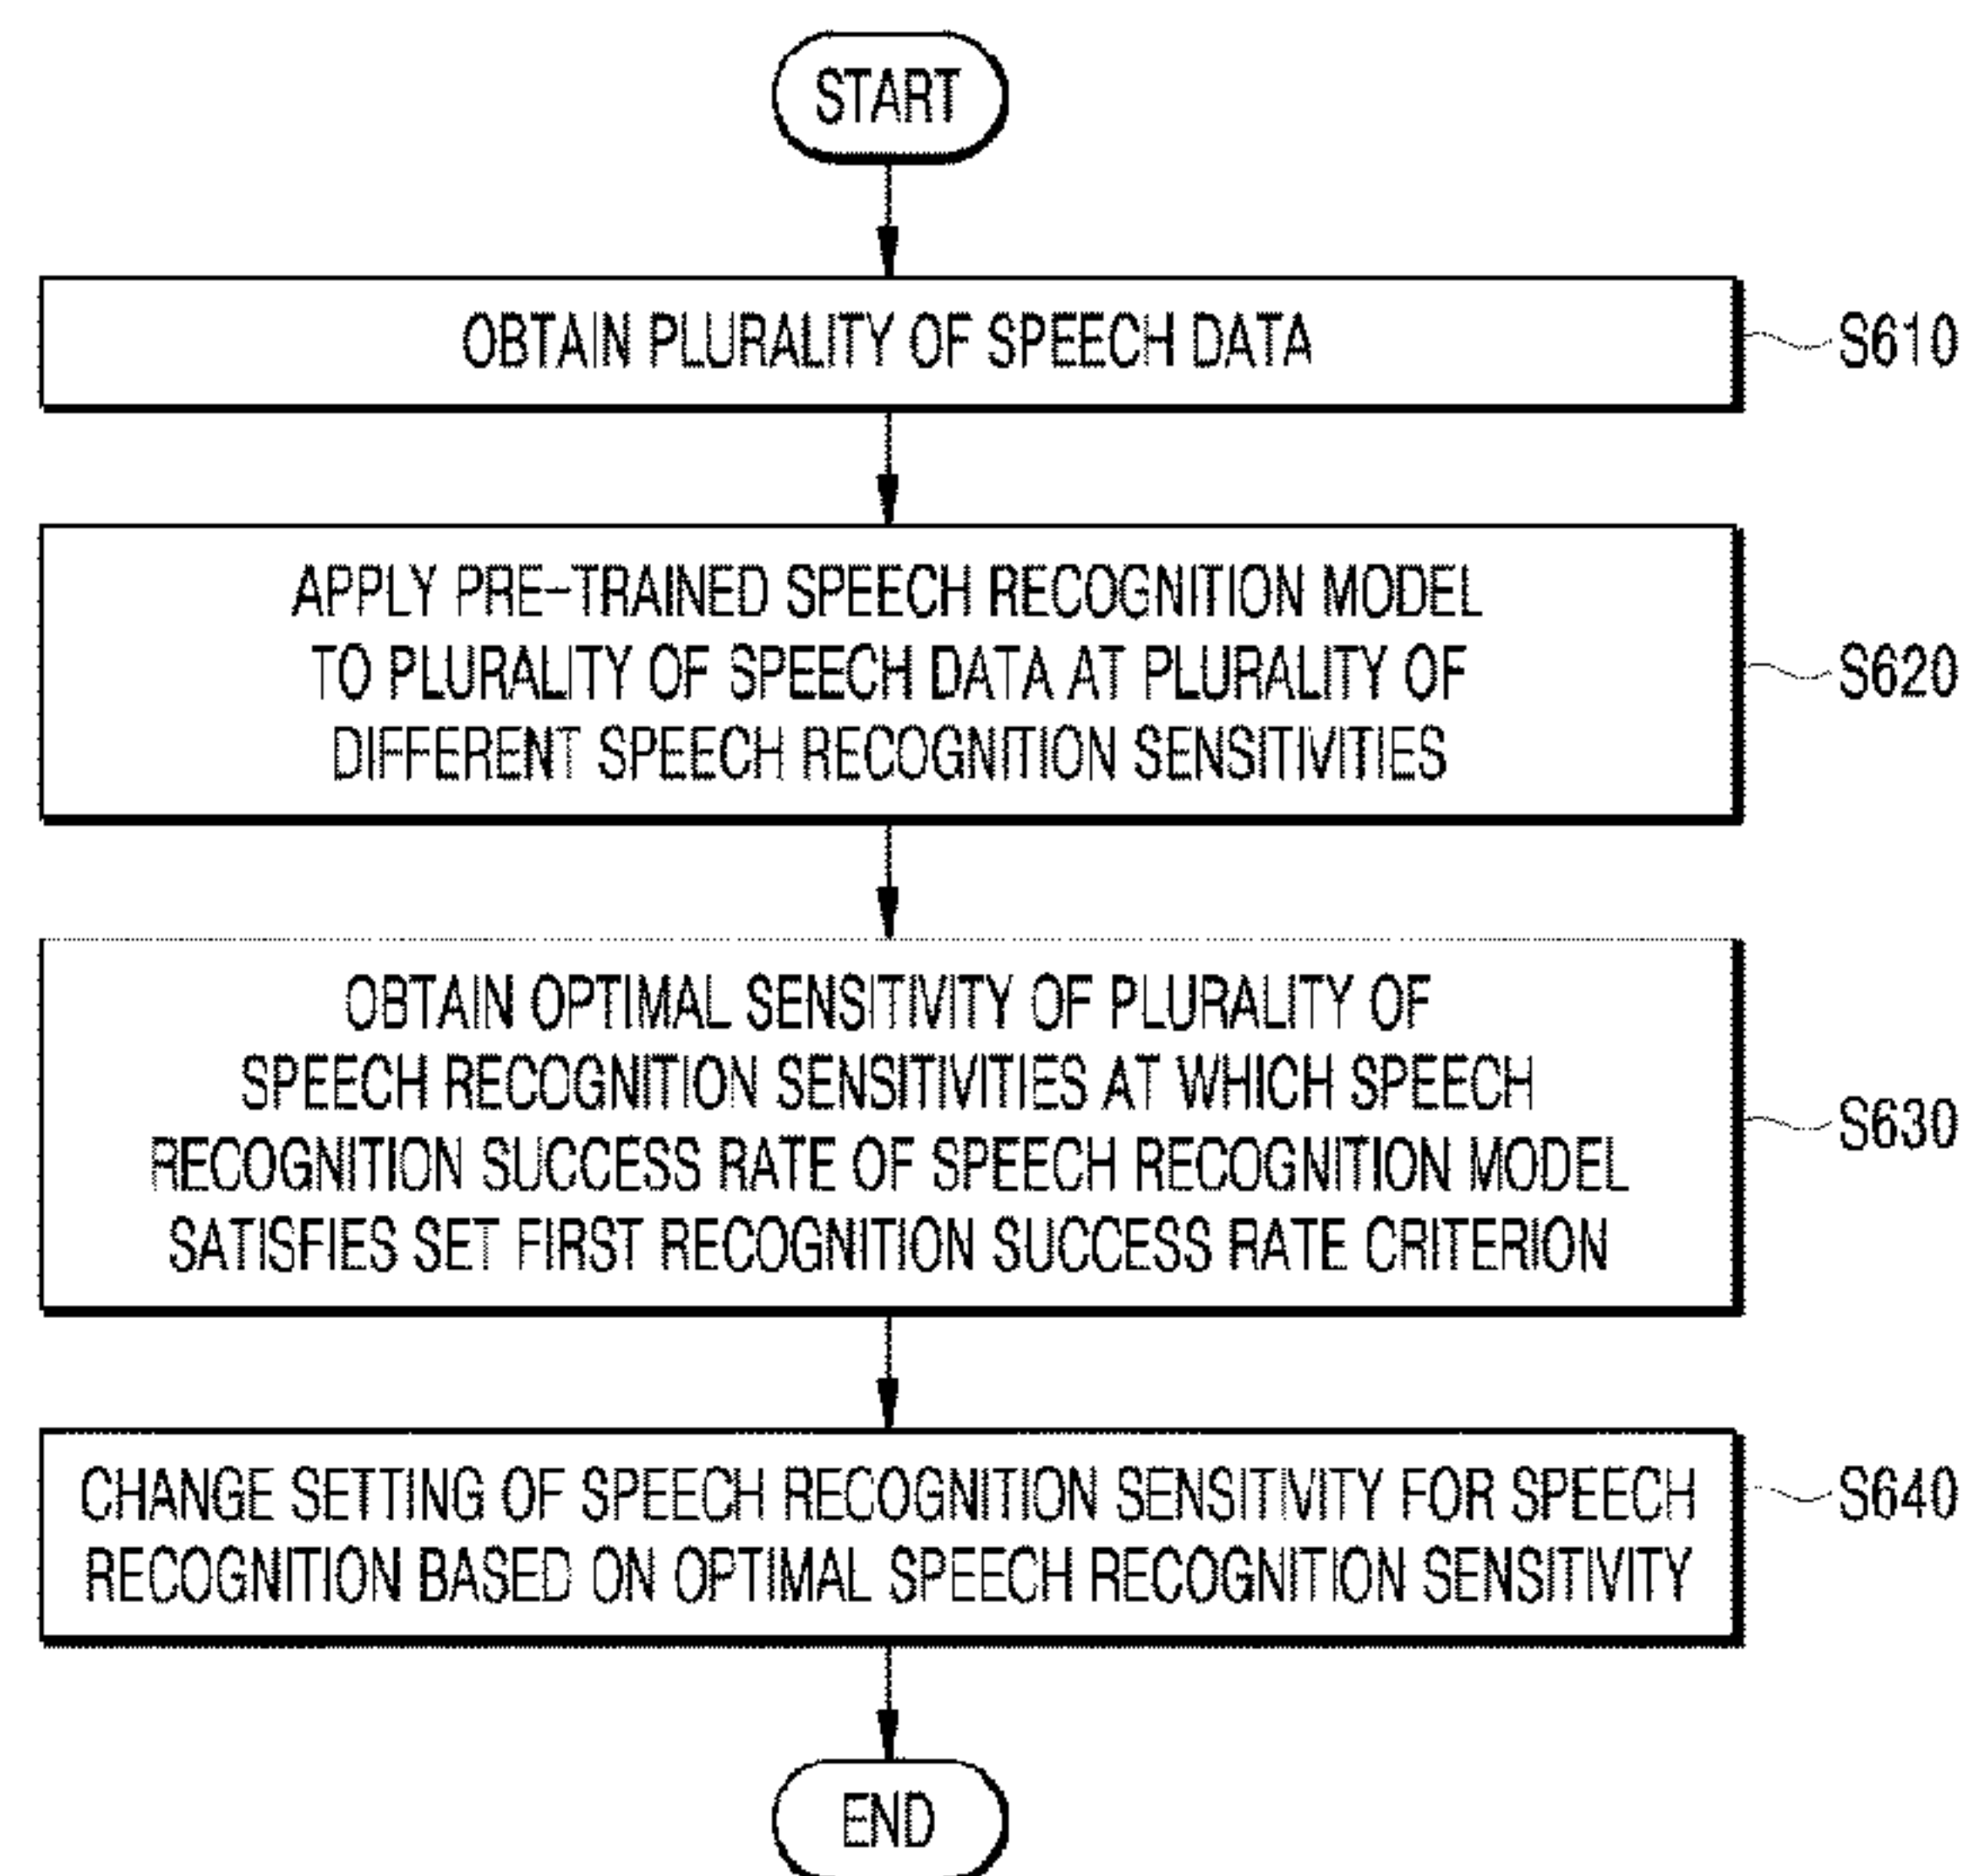 START
OBTAIN PLURALITY OF SPEECH DATA
S610
APPLY PRE-TRAINED SPEECH RECOGNITION MODEL
TO PLURALITY OF SPEECH DATA AT PLURALITY OF
DIFFERENT SPEECH RECOGNITION SENSITIVITIES
S620
OBTAIN OPTIMAL SENSITIVITY OF PLURALITY OF
SPEECH RECOGNITION SENSITIVITIES AT WHICH SPEECH
RECOGNITION SUCCESS RATE OF SPEECH RECOGNITION MODEL
SATISFIES SET FIRST RECOGNITION SUCCESS RATE CRITERION
S630
CHANGE SETTING OF SPEECH RECOGNITION SENSITIVITY FOR SPEECH
RECOGNITION BASED ON OPTIMAL SPEECH RECOGNITION SENSITIVITY
S640
END